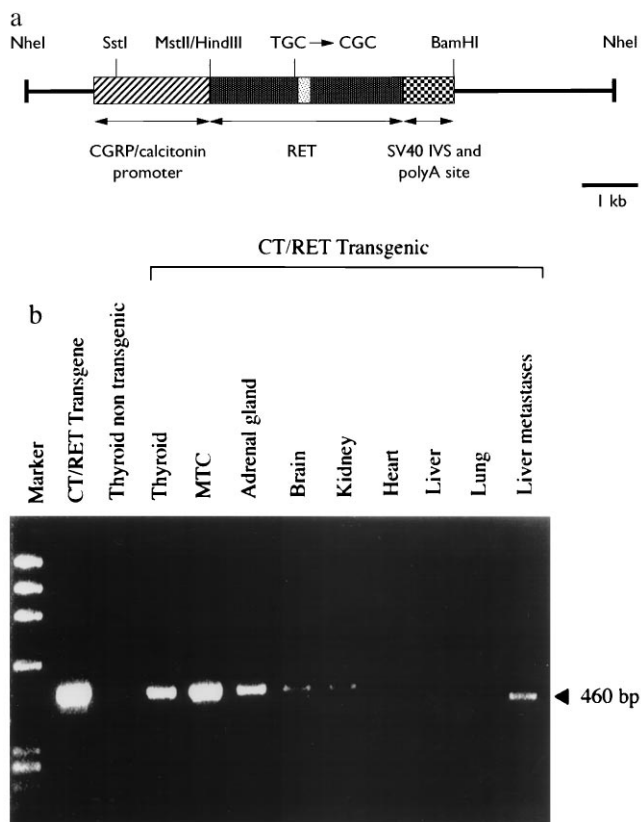 a
NheI SstI MstII/HindIII TGC → CGC BamHI NheI
CGRP/calcitonin
promoter
RET
SV40 IVS and
polyA site
1 kb
CT/RET Transgenic
b
Marker
CT/RET Transgene
Thyroid non transgenic
Thyroid
MTC
Adrenal gland
Brain
Kidney
Heart
Liver
Lung
Liver metastases
460 bp